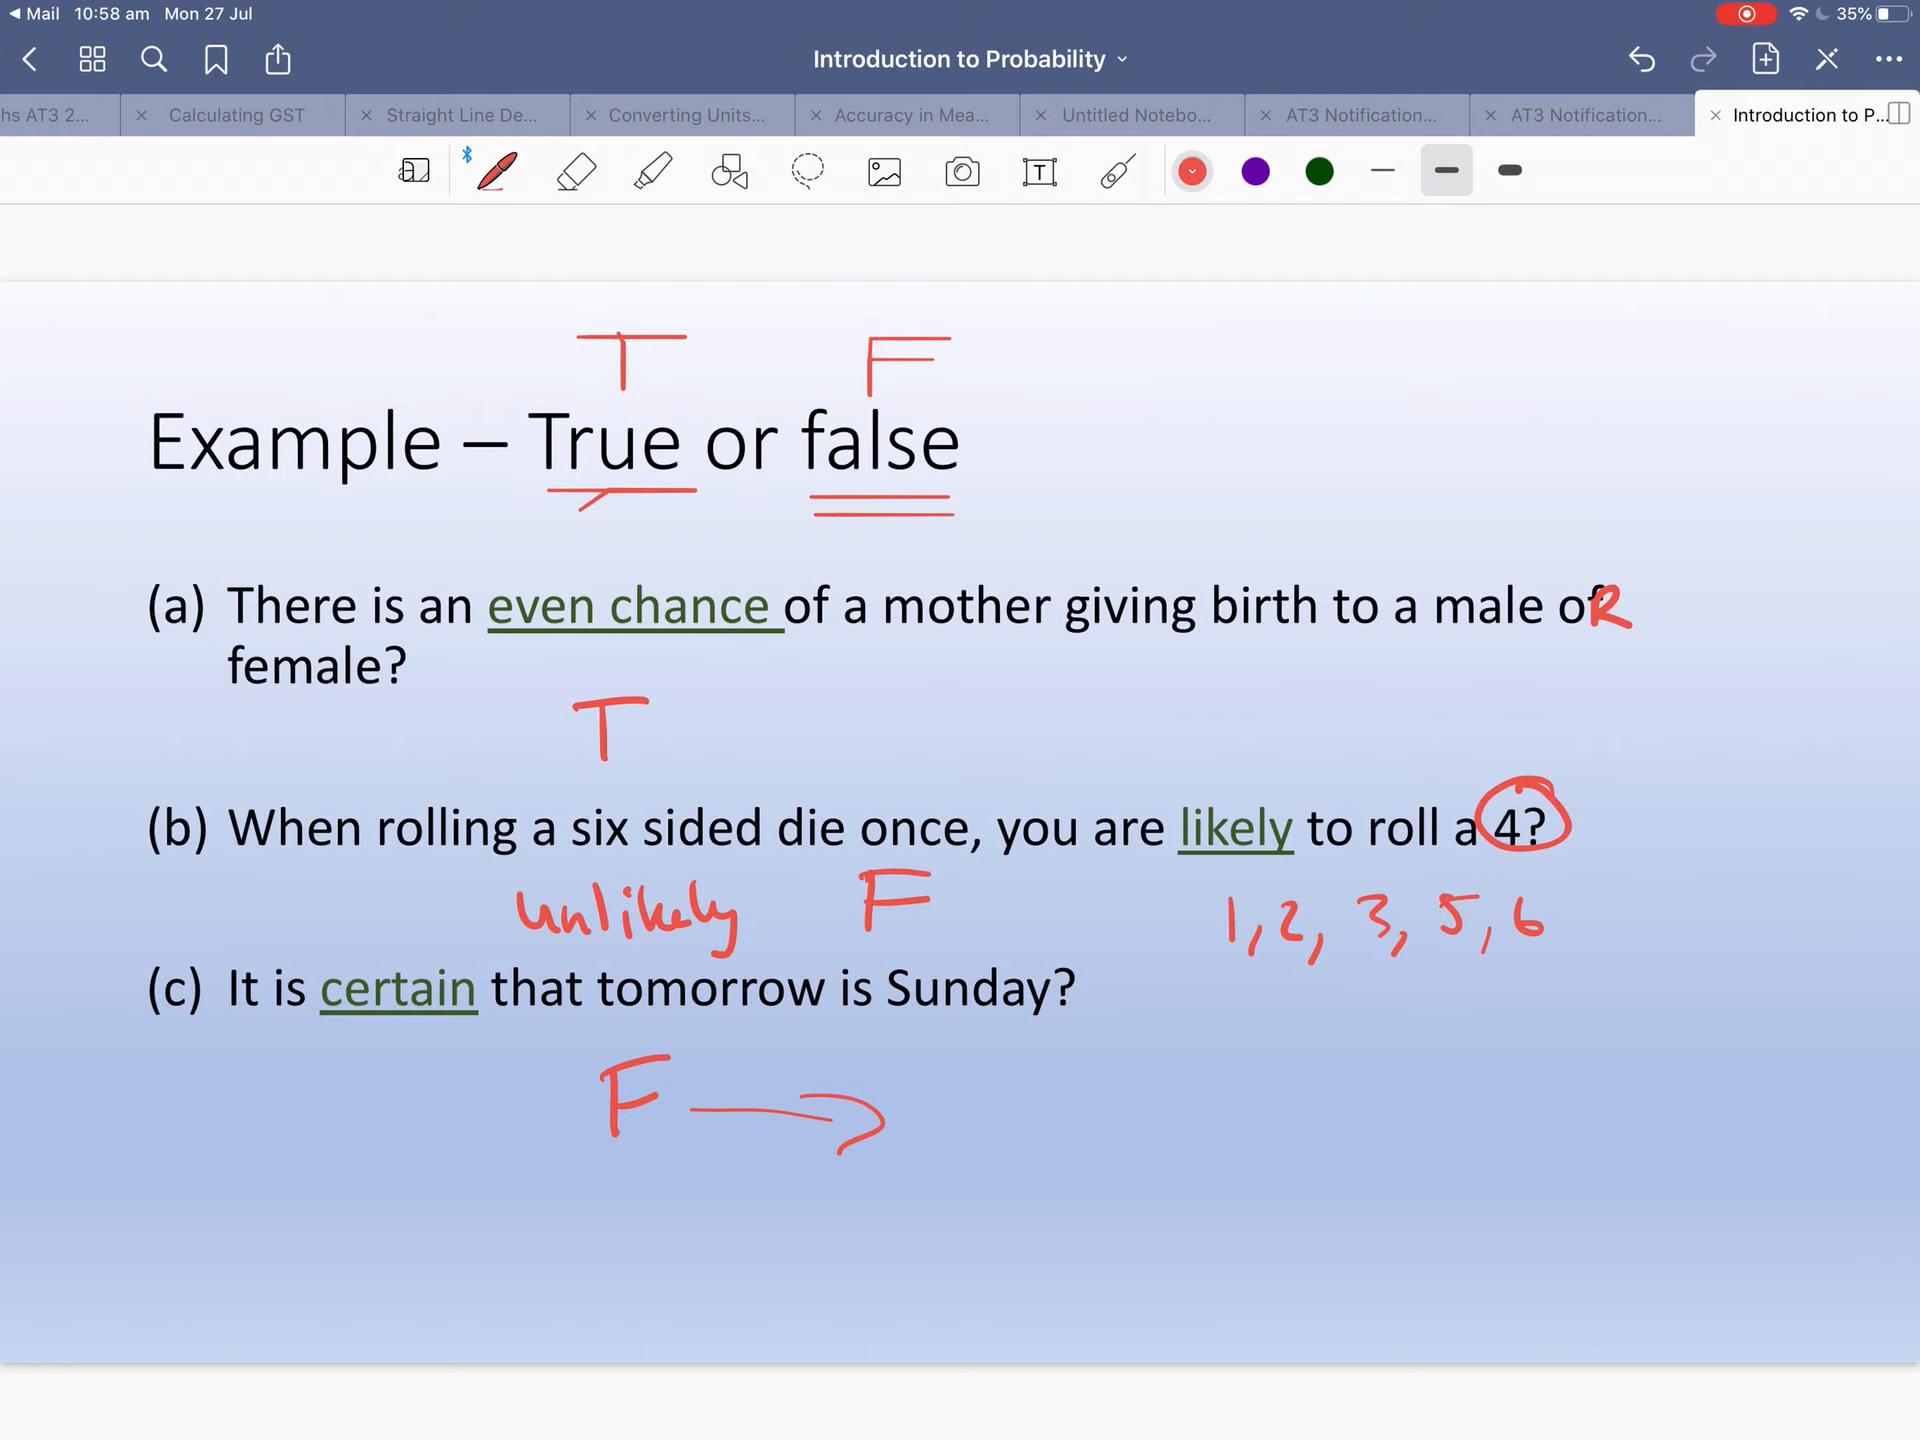 Mail 10:58 am Mon 27 Jul 35%
Introduction to Probability
hs AT3 2... Calculating GST Straight Line De... Converting Units... Accuracy in Mea... Untitled Notebo... AT3 Notification... AT3 Notification... Introduction to P...
a T
T F
Example – True or false
(a) There is an even chance of a mother giving birth to a male oR
female?
T
(b) When rolling a six sided die once, you are likely to roll a 4?
unlikely F 1, 2, 3, 5, 6
(c) It is certain that tomorrow is Sunday?
F